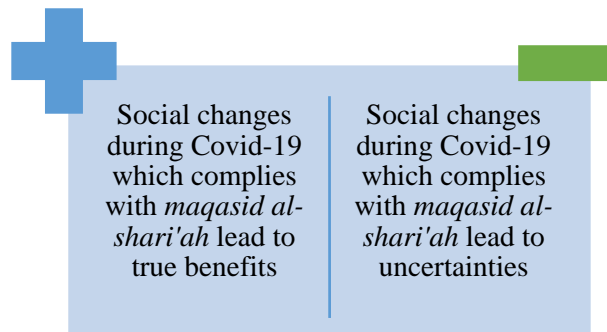 Social changes
during Covid-19
which complies
with maqasid al-
shari'ah lead to
true benefits
Social changes
during Covid-19
which complies
with maqasid al-
shari'ah lead to
uncertainties